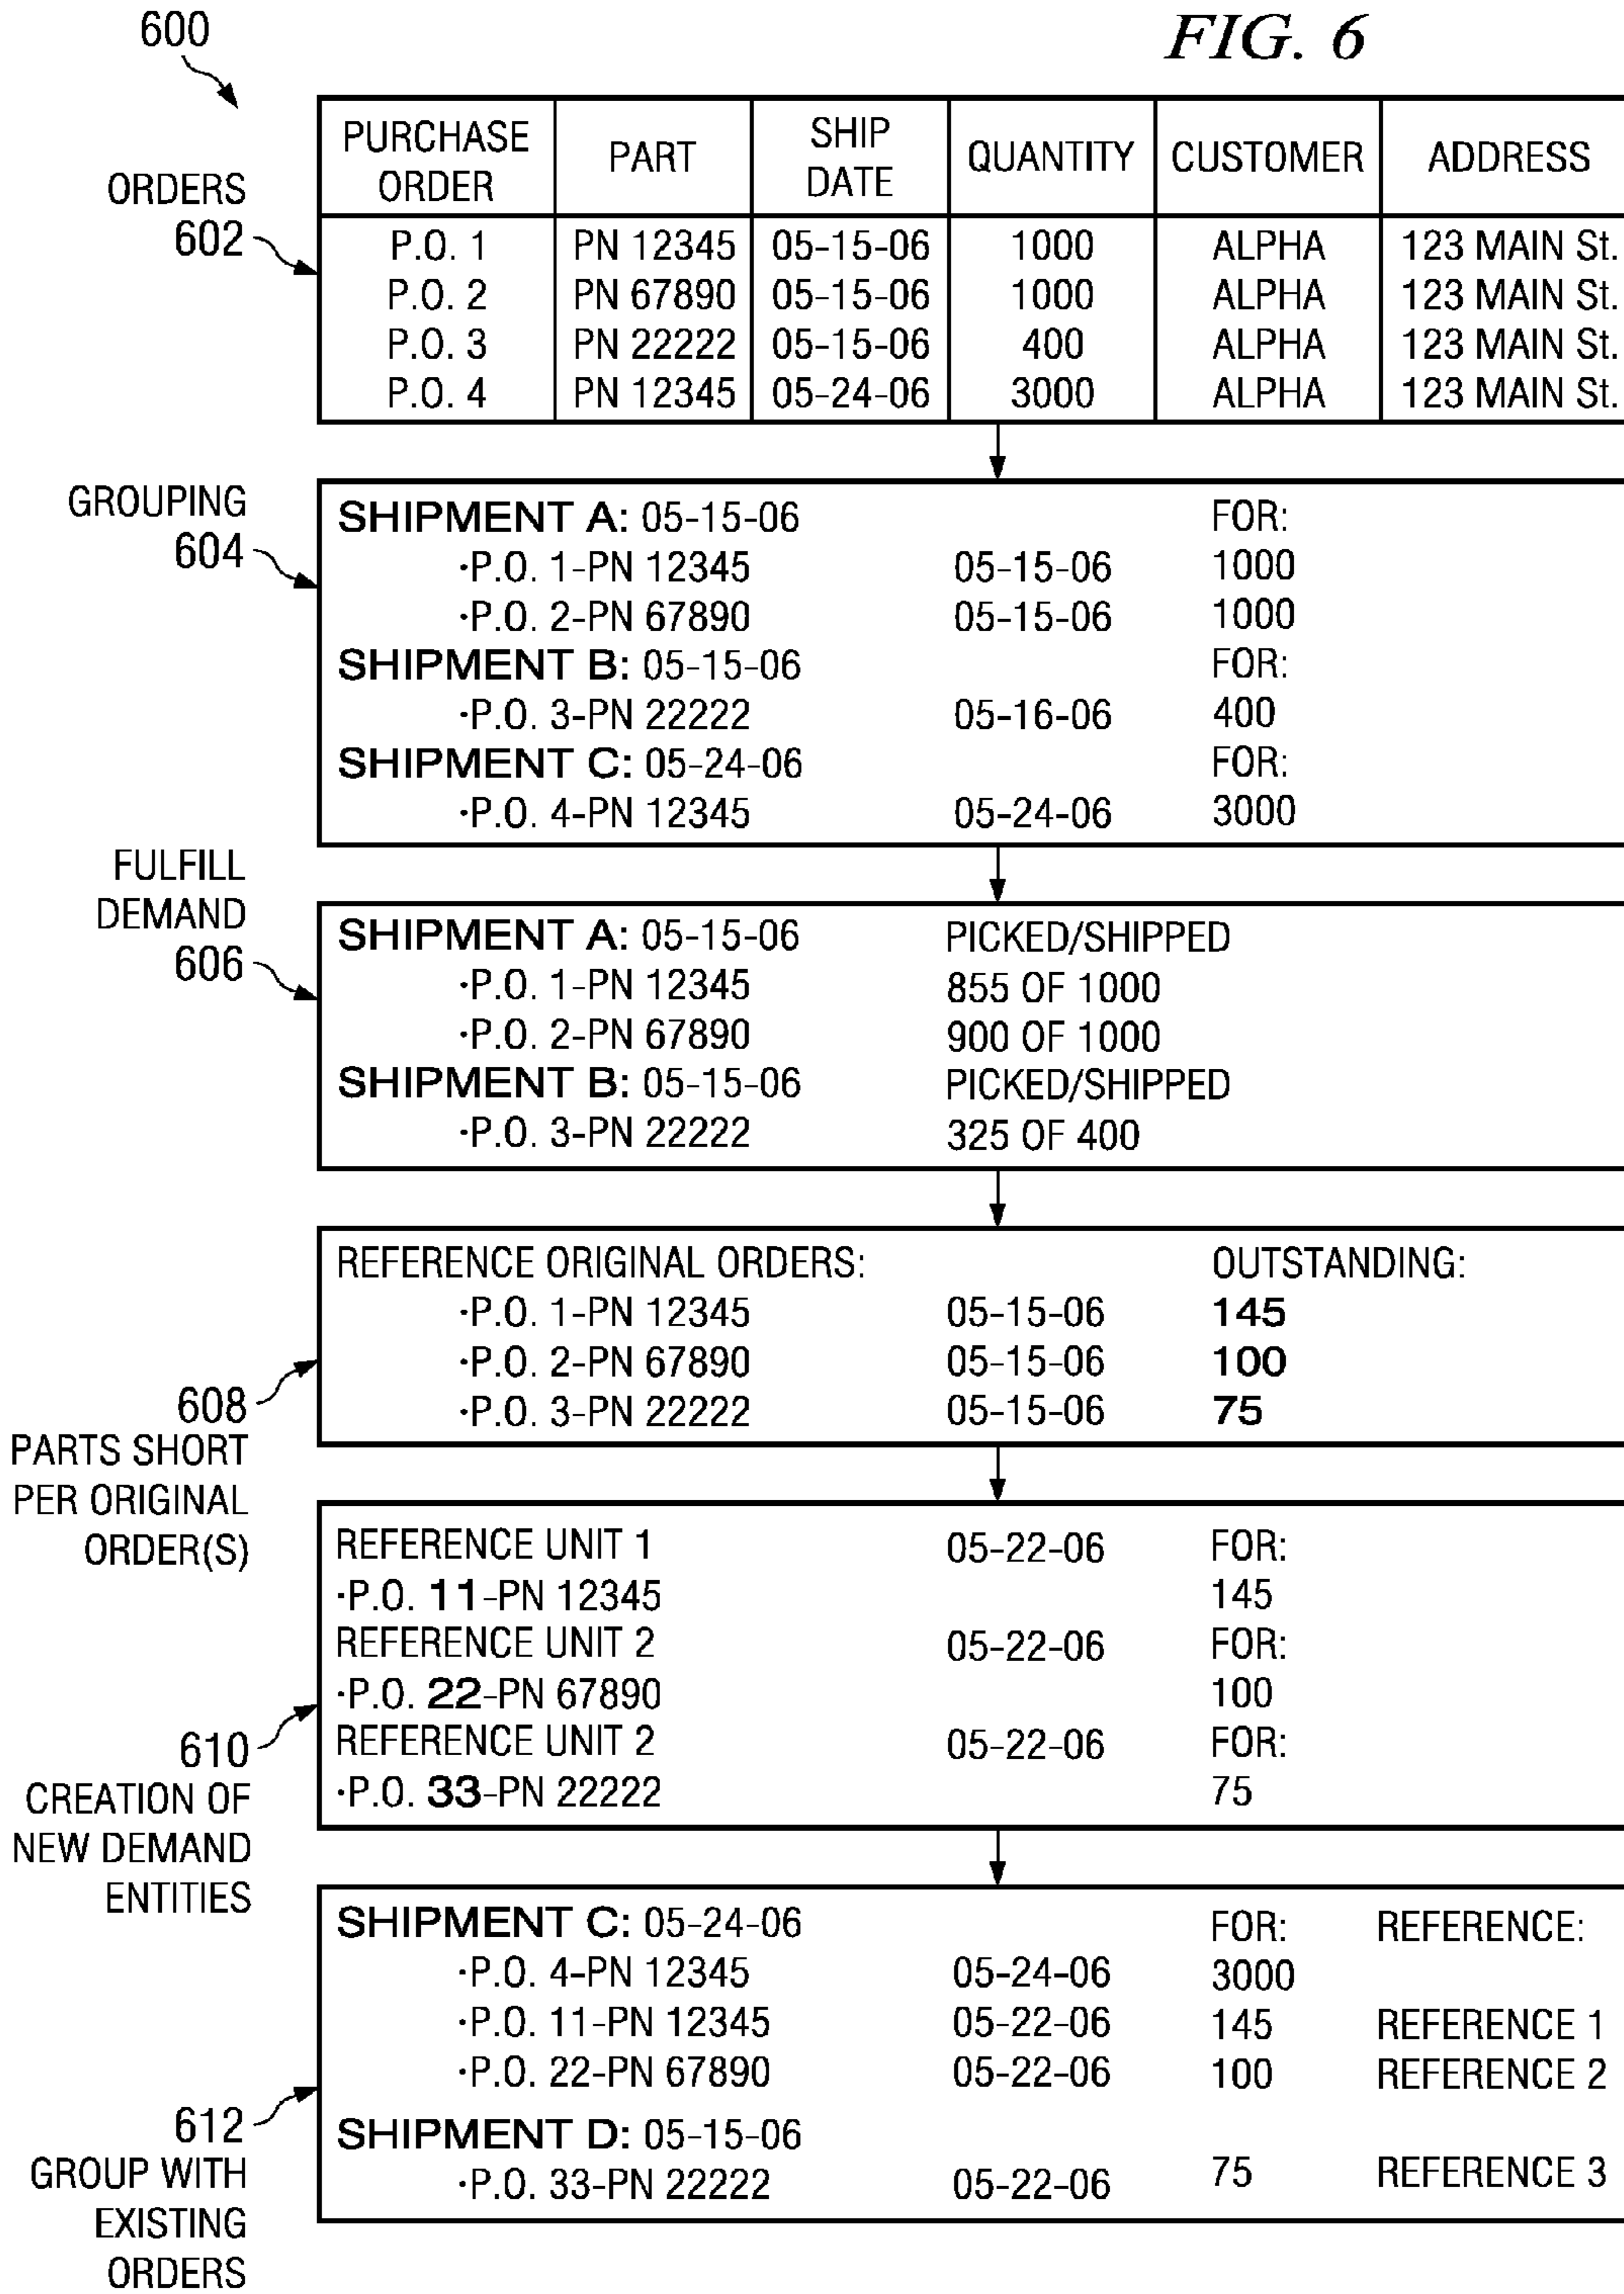 600
FIG. 6
ORDERS
602
PURCHASE ORDER PART SHIP DATE QUANTITY CUSTOMER ADDRESS
P.O. 1 PN 12345 05-15-06 1000 ALPHA 123 MAIN St.
P.O. 2 PN 67890 05-15-06 1000 ALPHA 123 MAIN St.
P.O. 3 PN 22222 05-15-06 400 ALPHA 123 MAIN St.
P.O. 4 PN 12345 05-24-06 3000 ALPHA 123 MAIN St.
GROUPING
604
SHIPMENT A: 05-15-06 FOR:
·P.O. 1-PN 12345 05-15-06 1000
·P.O. 2-PN 67890 05-15-06 1000
SHIPMENT B: 05-15-06 FOR:
·P.O. 3-PN 22222 05-16-06 400
SHIPMENT C: 05-24-06 FOR:
·P.O. 4-PN 12345 05-24-06 3000
FULFILL
DEMAND
606
SHIPMENT A: 05-15-06 PICKED/SHIPPED
·P.O. 1-PN 12345 855 OF 1000
·P.O. 2-PN 67890 900 OF 1000
SHIPMENT B: 05-15-06 PICKED/SHIPPED
·P.O. 3-PN 22222 325 OF 400
REFERENCE ORIGINAL ORDERS: OUTSTANDING:
·P.O. 1-PN 12345 05-15-06 145
·P.O. 2-PN 67890 05-15-06 100
·P.O. 3-PN 22222 05-15-06 75
608
PARTS SHORT
PER ORIGINAL
ORDER(S)
REFERENCE UNIT 1 05-22-06 FOR:
·P.O. 11-PN 12345 145
REFERENCE UNIT 2 05-22-06 FOR:
·P.O. 22-PN 67890 100
REFERENCE UNIT 2 05-22-06 FOR:
·P.O. 33-PN 22222 75
610
CREATION OF
NEW DEMAND
ENTITIES
SHIPMENT C: 05-24-06 FOR: REFERENCE:
·P.O. 4-PN 12345 05-24-06 3000
·P.O. 11-PN 12345 05-22-06 145 REFERENCE 1
·P.O. 22-PN 67890 05-22-06 100 REFERENCE 2
SHIPMENT D: 05-15-06
·P.O. 33-PN 22222 05-22-06 75 REFERENCE 3
612
GROUP WITH
EXISTING
ORDERS